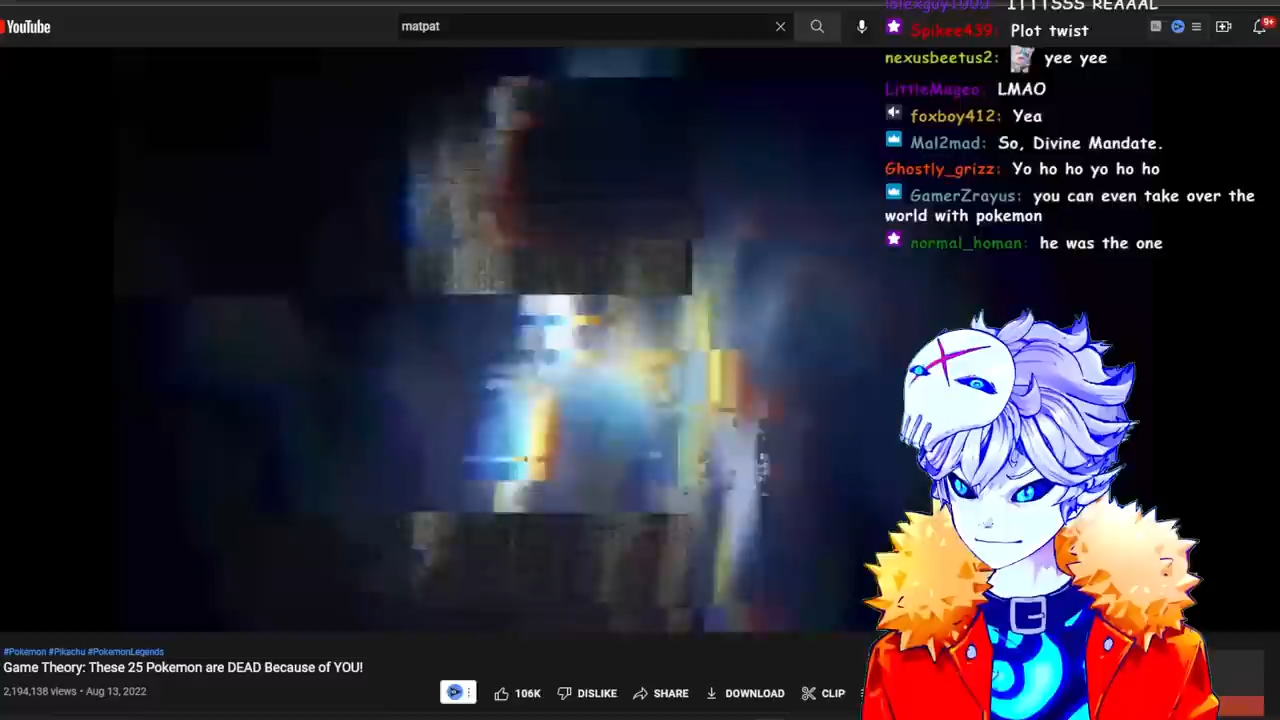 YouTube
matpat
9+
ITTTSSS REAAAL
Spikee439: Plot twist
nexusbeetus2: yee yee
LittleMageo: LMAO
foxboy412: Yea
Mal2mad: So, Divine Mandate.
Ghostly_grizz: Yo ho ho yo ho ho
GamerZrayus: you can even take over the
world with pokemon
normal_homan: he was the one
#Pokemon #Pikachu #PokemonLegends
Game Theory: These 25 Pokemon are DEAD Because of YOU!
2,194,138 views • Aug 13, 2022
106K DISLIKE SHARE DOWNLOAD CLIP